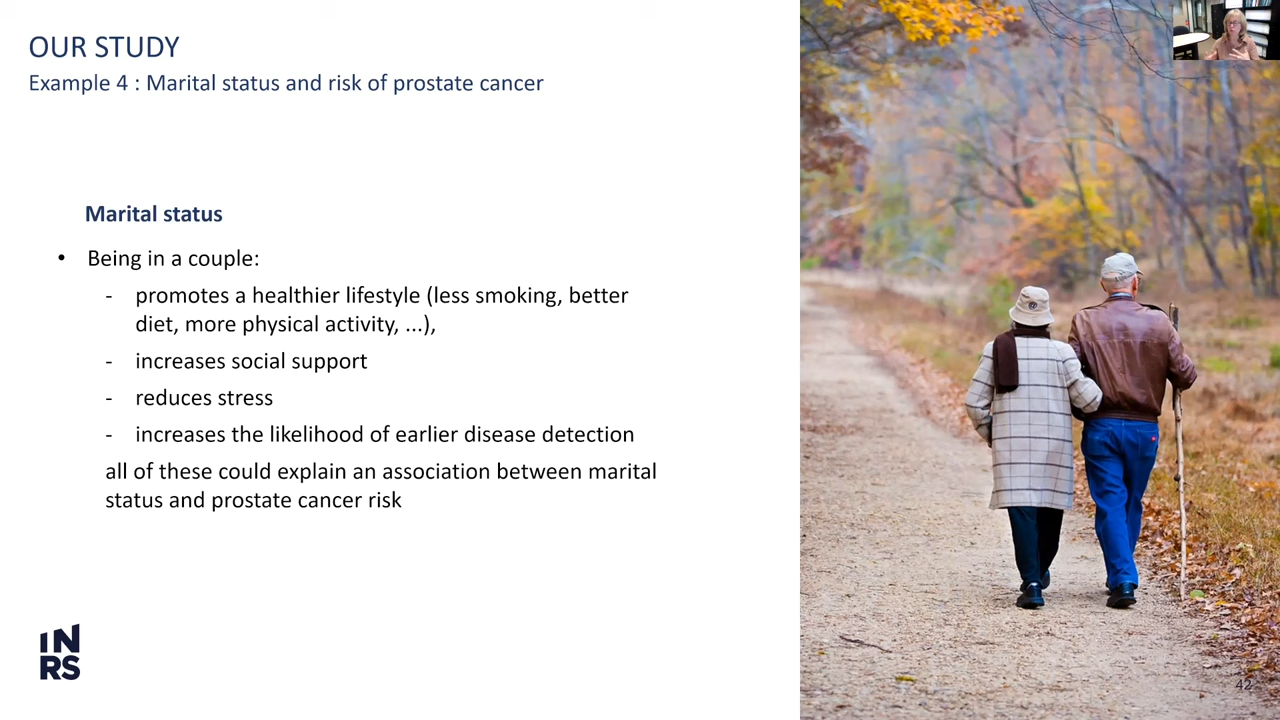 OUR STUDY
Example 4 : Marital status and risk of prostate cancer
Marital status
• Being in a couple:
- promotes a healthier lifestyle (less smoking, better
diet, more physical activity, ...),
- increases social support
- reduces stress
- increases the likelihood of earlier disease detection
all of these could explain an association between marital
status and prostate cancer risk
IN
RS
42